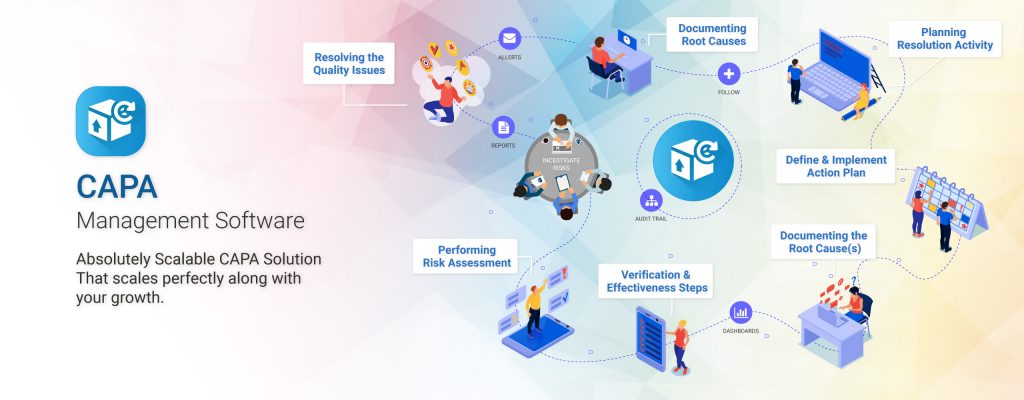 CAPA
Management Software
Absolutely Scalable CAPA Solution
That scales perfectly along with
your growth.
Resolving the
Quality Issues
ALLERTS
Documenting
Root Causes
FOLLOW
Planning
Resolution Activity
REPORTS
INCESTIGATE
RISKS
AUDIT TRAIL
Define & Implement
Action Plan
Documenting the
Root Cause(s)
Performing
Risk Assessment
Verification &
Effectiveness Steps
DASHBOARDS